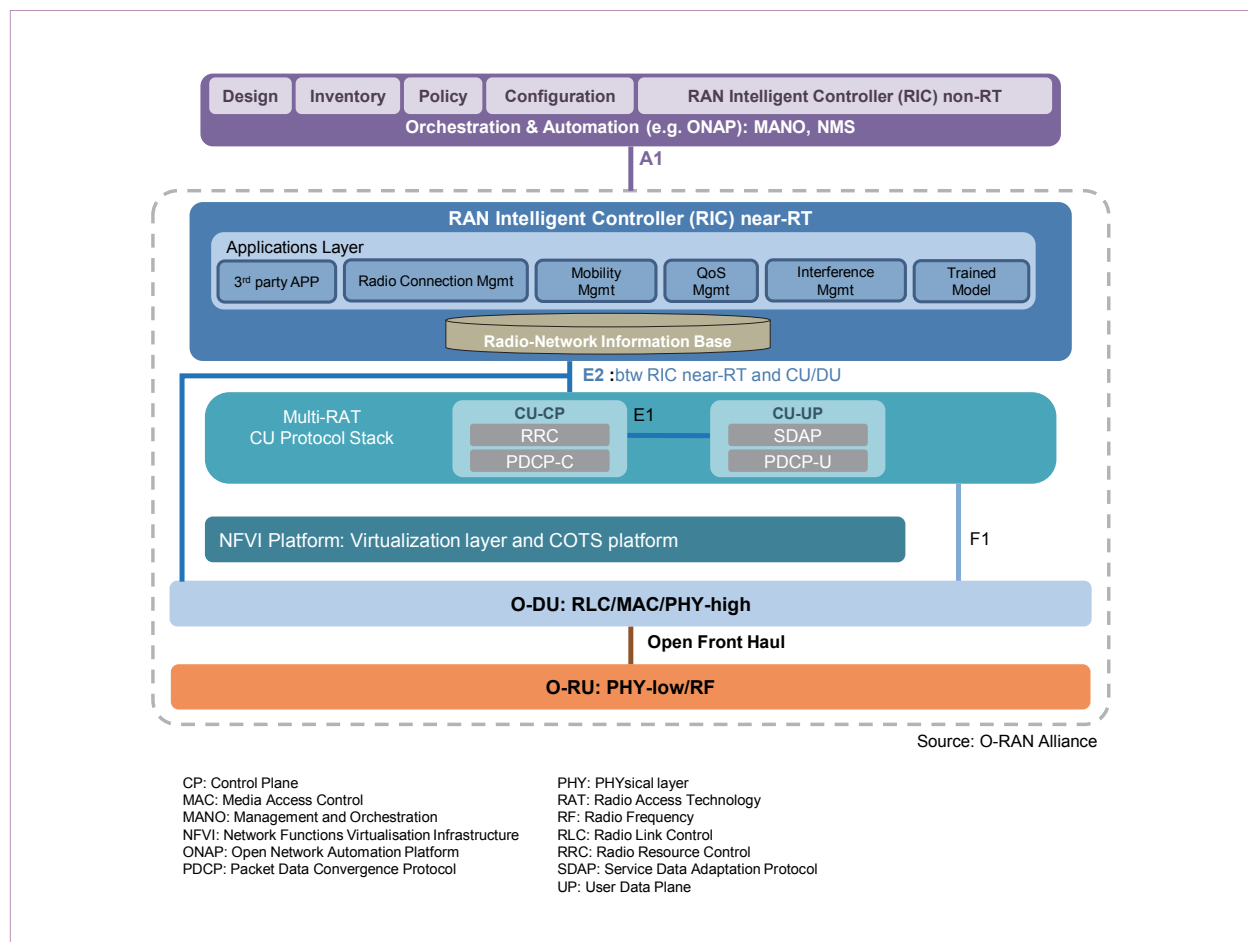 Design Inventory Policy Configuration RAN Intelligent Controller (RIC) non-RT
Orchestration & Automation (e.g. ONAP): MANO, NMS
A1
RAN Intelligent Controller (RIC) near-RT
Applications Layer
3rd party APP
Radio Connection Mgmt
Mobility
Mgmt
QoS
Mgmt
Interference
Mgmt
Trained
Model
Radio-Network Information Base
E2 :btw RIC near-RT and CU/DU
Multi-RAT
CU Protocol Stack
CU-CP
RRC
PDCP-C
E1
CU-UP
SDAP
PDCP-U
NFVI Platform: Virtualization layer and COTS platform
F1
O-DU: RLC/MAC/PHY-high
Open Front Haul
O-RU: PHY-low/RF
Source: O-RAN Alliance
CP: Control Plane
MAC: Media Access Control
MANO: Management and Orchestration
NFVI: Network Functions Virtualisation Infrastructure
ONAP: Open Network Automation Platform
PDCP: Packet Data Convergence Protocol
PHY: PHYsical layer
RAT: Radio Access Technology
RF: Radio Frequency
RLC: Radio Link Control
RRC: Radio Resource Control
SDAP: Service Data Adaptation Protocol
UP: User Data Plane